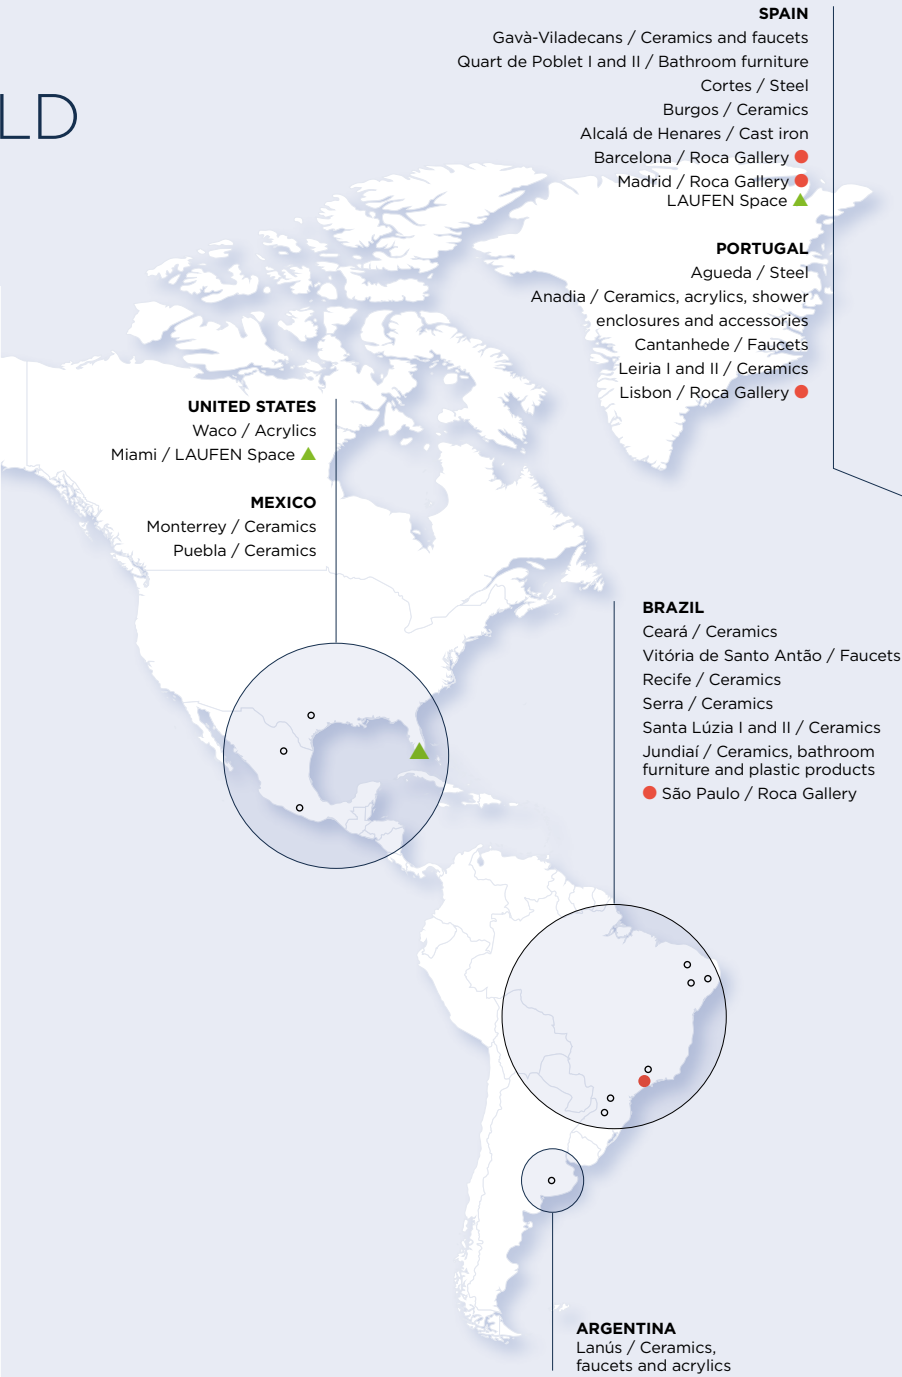 LD
SPAIN
Gavà-Viladecans / Ceramics and faucets
Quart de Poblet I and II / Bathroom furniture
Cortes / Steel
Burgos / Ceramics
Alcalá de Henares / Cast iron
Barcelona / Roca Gallery
Madrid / Roca Gallery
LAUFEN Space
PORTUGAL
Agueda / Steel
Anadia / Ceramics, acrylics, shower
enclosures and accessories
Cantanhede / Faucets
Leiria I and II / Ceramics
Lisbon / Roca Gallery
UNITED STATES
Waco / Acrylics
Miami / LAUFEN Space
MEXICO
Monterrey / Ceramics
Puebla / Ceramics
BRAZIL
Ceará / Ceramics
Vitória de Santo Antão / Faucets
Recife / Ceramics
Serra / Ceramics
Santa Lúzia I and II / Ceramics
Jundiaí / Ceramics, bathroom
furniture and plastic products
São Paulo / Roca Gallery
ARGENTINA
Lanús / Ceramics,
faucets and acrylics